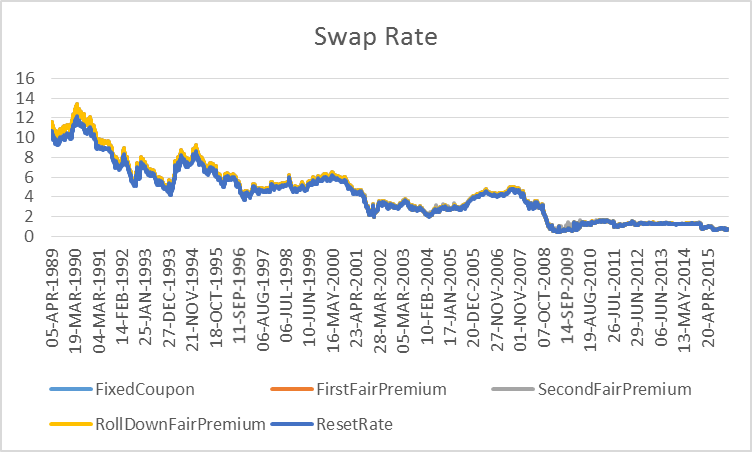 Swap Rate
16
14
12
10
8
6
4
2
0
05-APR-1989
19-MAR-1990
04-MAR-1991
14-FEB-1992
25-JAN-1993
27-DEC-1993
21-NOV-1994
18-OCT-1995
11-SEP-1996
06-AUG-1997
06-JUL-1998
10-JUN-1999
16-MAY-2000
20-APR-2001
28-MAR-2002
05-MAR-2003
10-FEB-2004
19-JAN-2005
20-DEC-2005
27-NOV-2006
01-NOV-2007
07-OCT-2008
14-SEP-2009
19-AUG-2010
26-JUL-2011
29-JUN-2012
06-JUN-2013
13-MAY-2014
20-APR-2015
FixedCoupon FirstFairPremium SecondFairPremium
RollDownFairPremium ResetRate